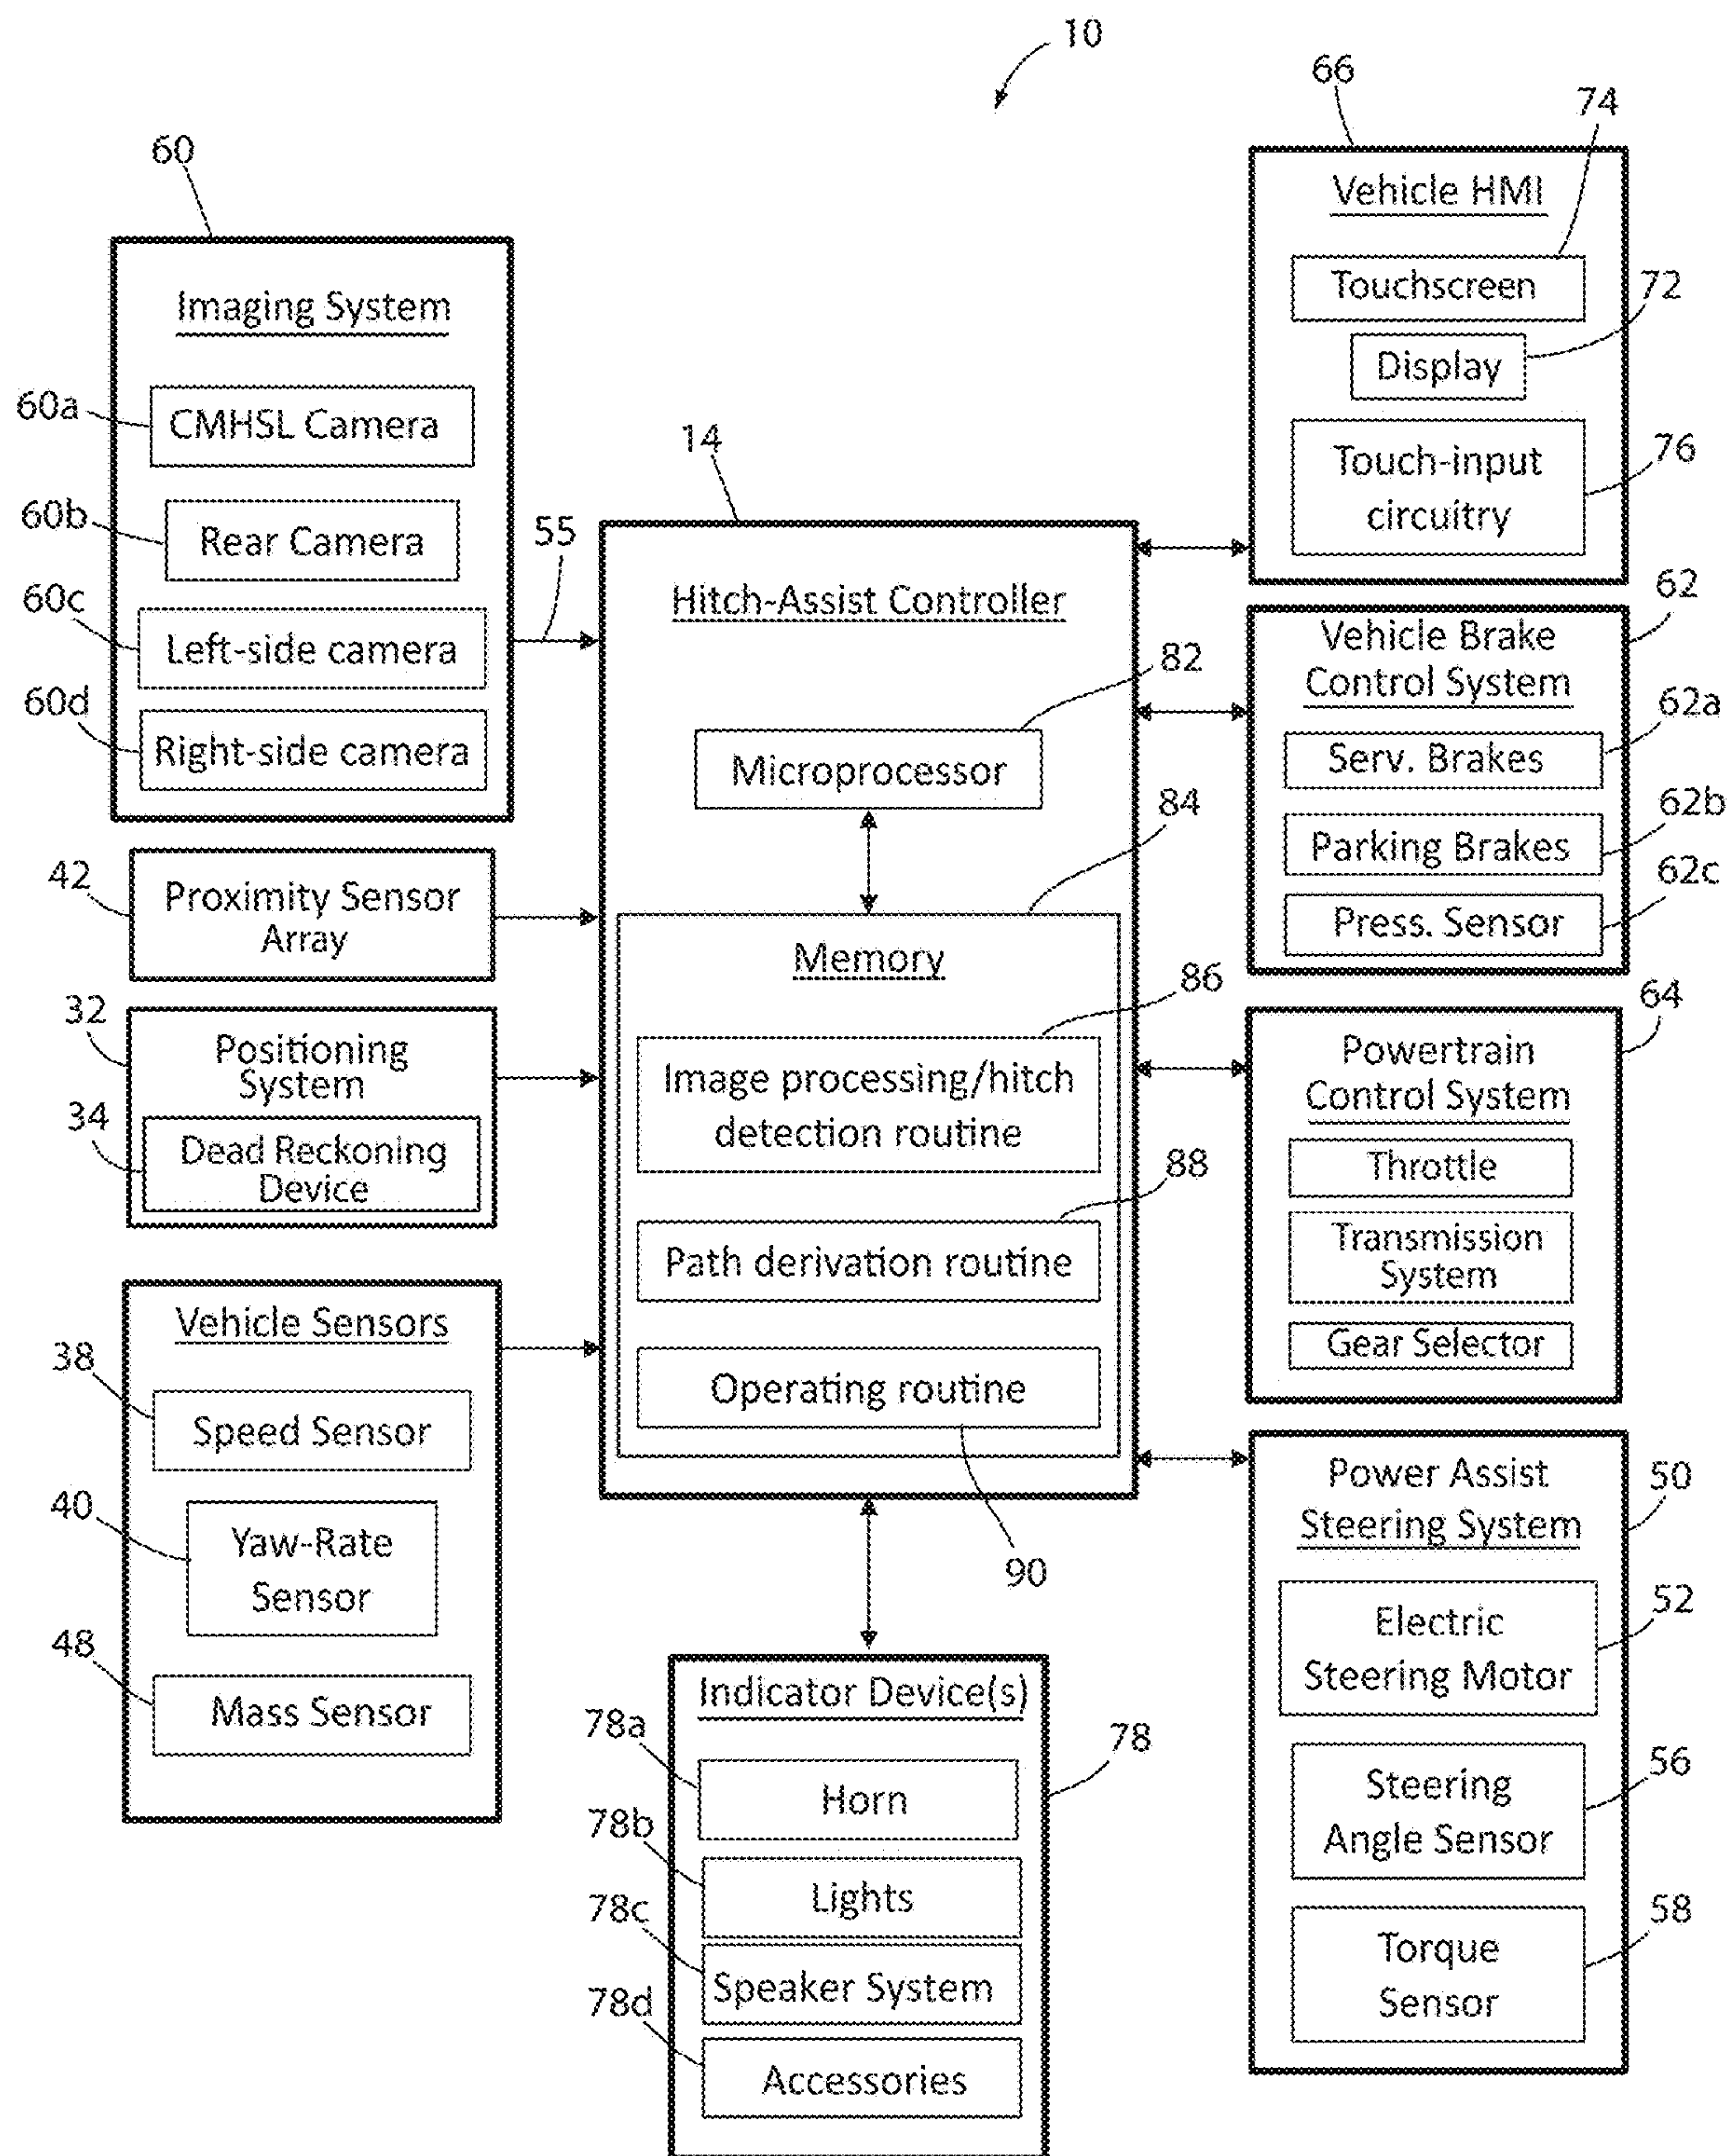 10
60
Imaging System
60a
CMHSL Camera
60b
Rear Camera
60c
Left-side camera
60d
Right-side camera
55
42
Proximity Sensor
Array
32
Positioning
System
34
Dead Reckoning
Device
Vehicle Sensors
38
Speed Sensor
40
Yaw-Rate
Sensor
48
Mass Sensor
14
Hitch-Assist Controller
82
Microprocessor
84
Memory
86
Image processing/hitch
detection routine
88
Path derivation routine
Operating routine
90
Indicator Device(s)
78
78a
Horn
78b
Lights
78c
Speaker System
78d
Accessories
66
Vehicle HMI
74
Touchscreen
72
Display
76
Touch-input
circuitry
62
Vehicle Brake
Control System
62a
Serv. Brakes
62b
Parking Brakes
62c
Press. Sensor
64
Powertrain
Control System
Throttle
Transmission
System
Gear Selector
50
Power Assist
Steering System
52
Electric
Steering Motor
56
Steering
Angle Sensor
58
Torque
Sensor